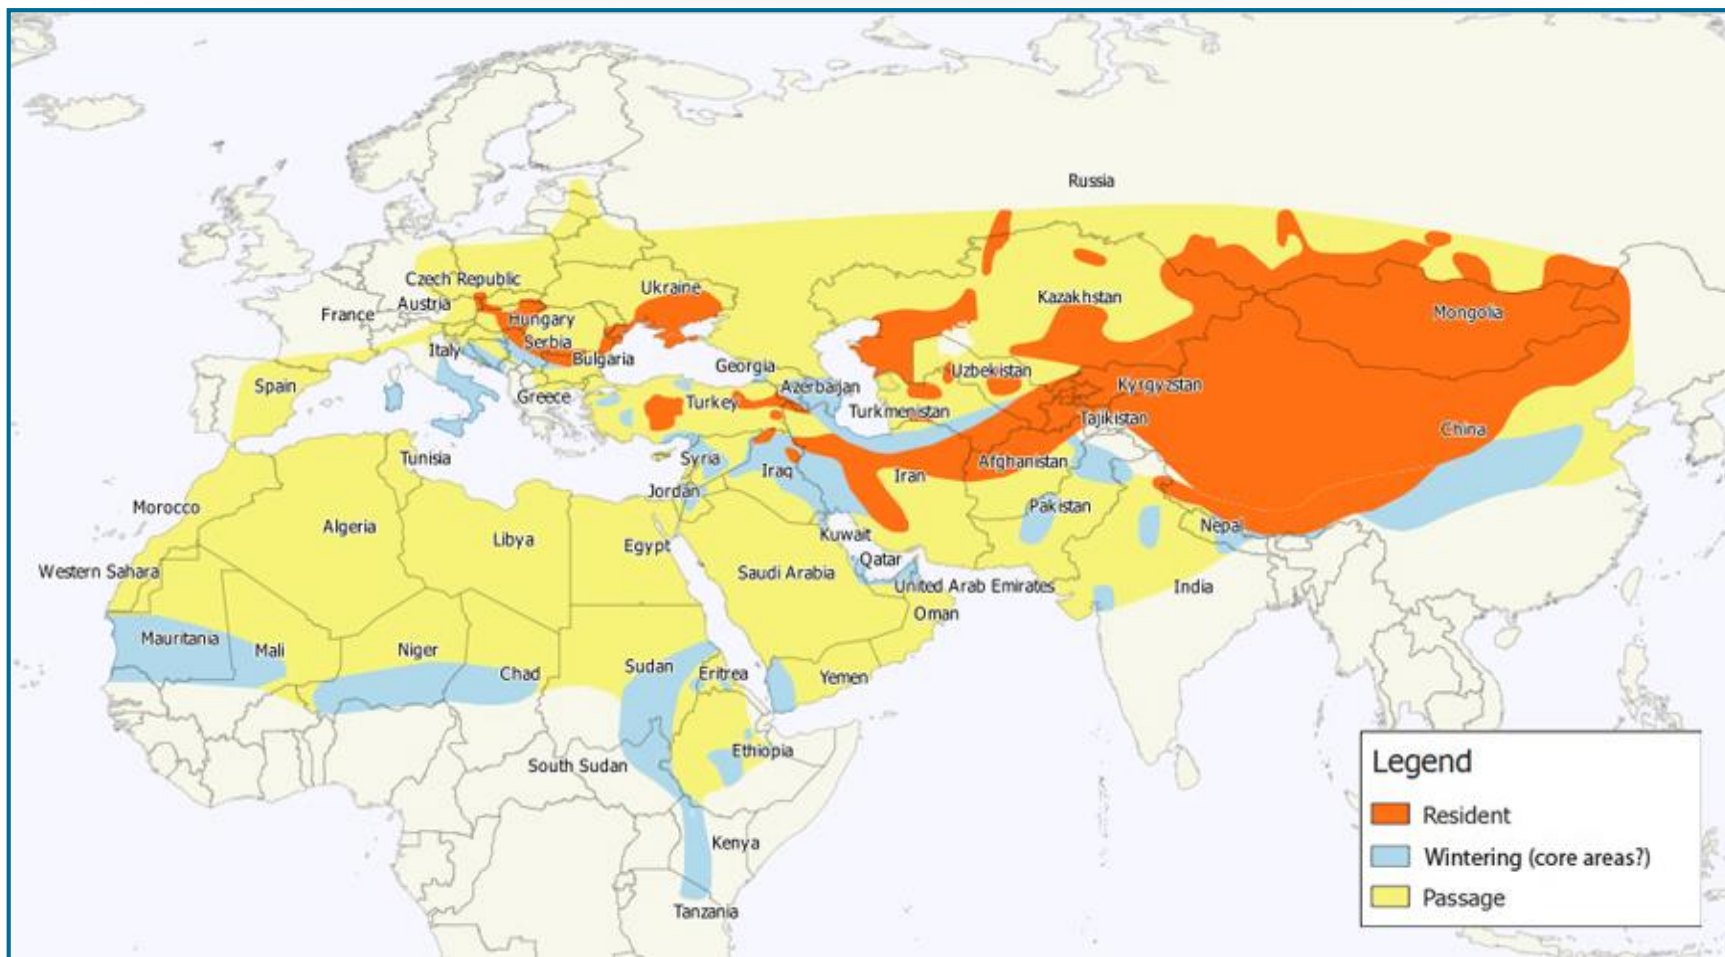 Russia
Czech Republic
Ukraine
Austria
Kazakhstan
France
Hungary
Mongolia
Serbia
Italy
Bulgaria
Georgia
Uzbekistan
Spain
Azerbaijan
Kyrgyzstan
Greece
Turkey
Turkmenistan
Tajikistan
China
Tunisia
Syria
Afghanistan
Iraq
Iran
Jordan
Morocco
Pakistan
Algeria
Nepal
Libya
Kuwait
Egypt
Qatar
Western Sahara
Saudi Arabia
United Arab Emirates
India
Oman
Mauritania
Mali
Niger
Sudan
Chad
Eritrea
Yemen
Ethiopia
South Sudan
Kenya
Tanzania
Legend
Resident
Wintering (core areas?)
Passage